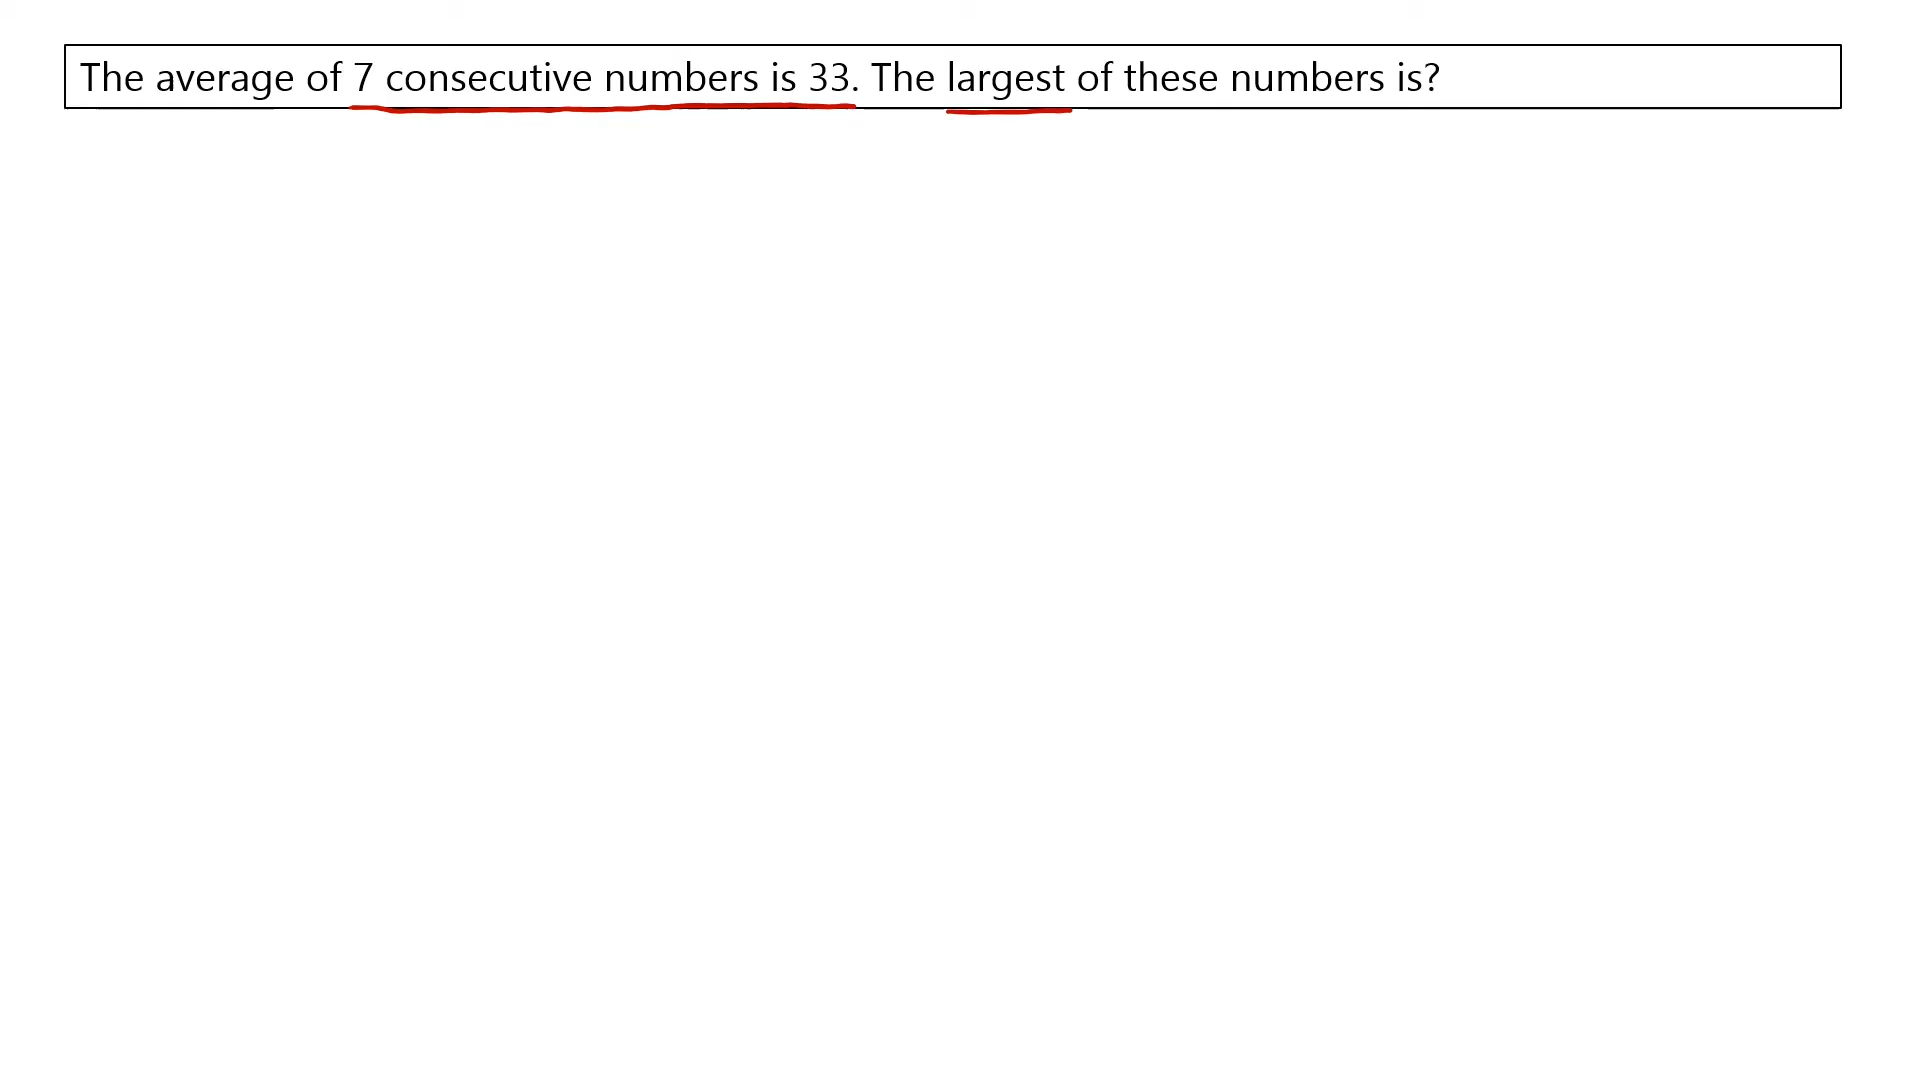 The average of 7 consecutive numbers is 33. The largest of these numbers is?